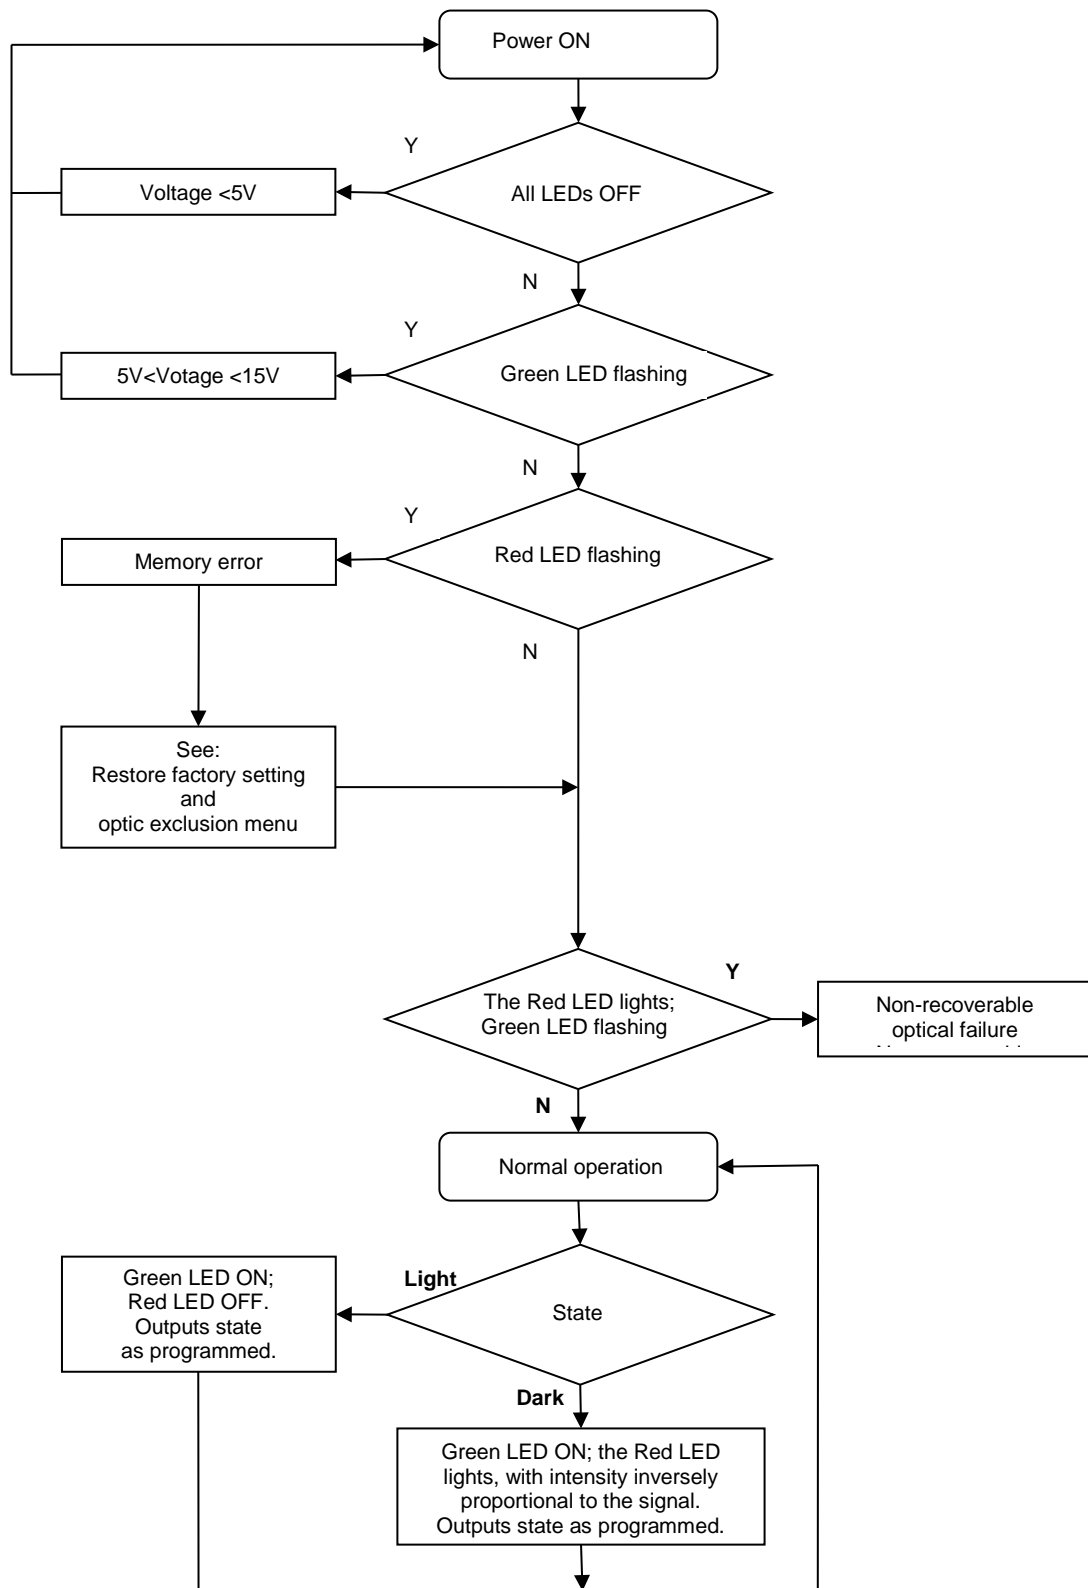 Power ON
Y
All LEDs OFF
Voltage <5V
N
Y
Green LED flashing
5V<Votage <15V
N
Y
Red LED flashing
Memory error
N
See:
Restore factory setting
and
optic exclusion menu
Y
The Red LED lights;
Green LED flashing
Non-recoverable
optical failure
N
Normal operation
Light
Green LED ON;
Red LED OFF.
Outputs state
as programmed.
State
Dark
Green LED ON; the Red LED
lights, with intensity inversely
proportional to the signal.
Outputs state as programmed.